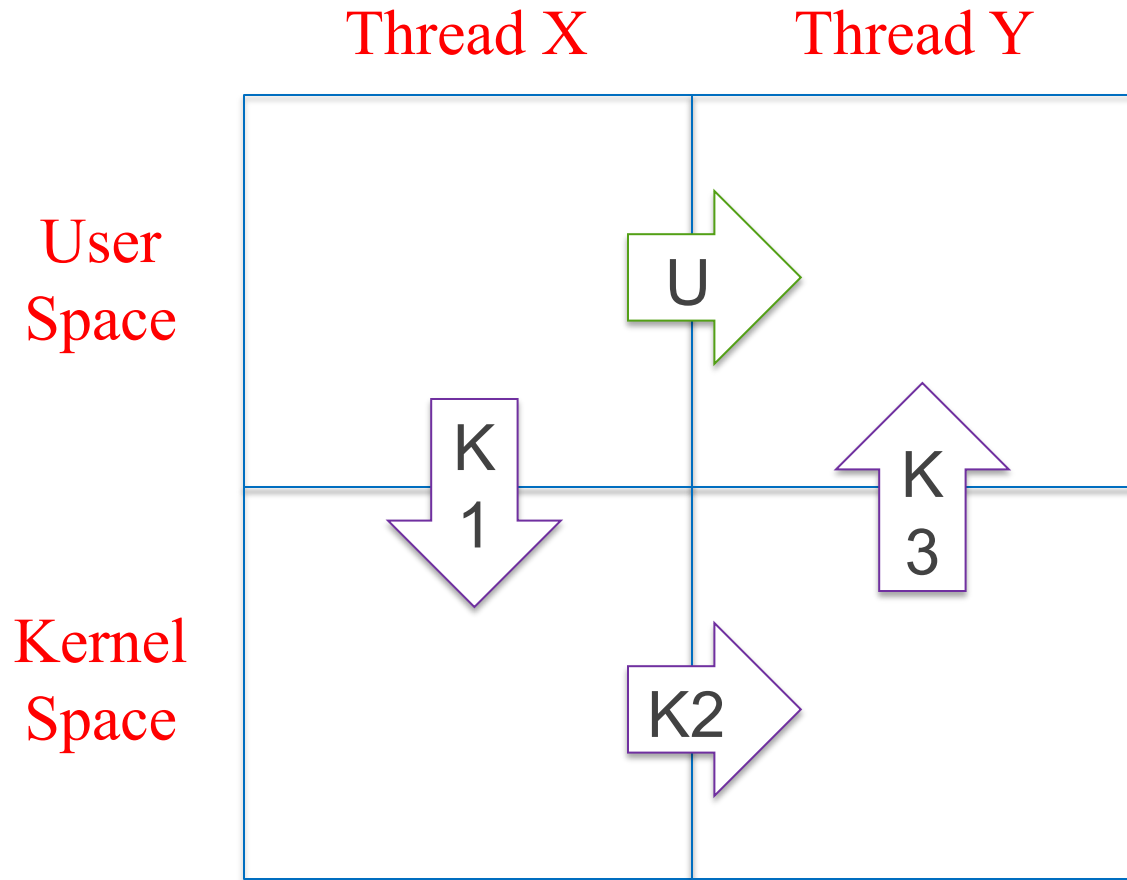 Thread X
Thread Y
User
Space
U
K
1
K
3
Kernel
Space
K2